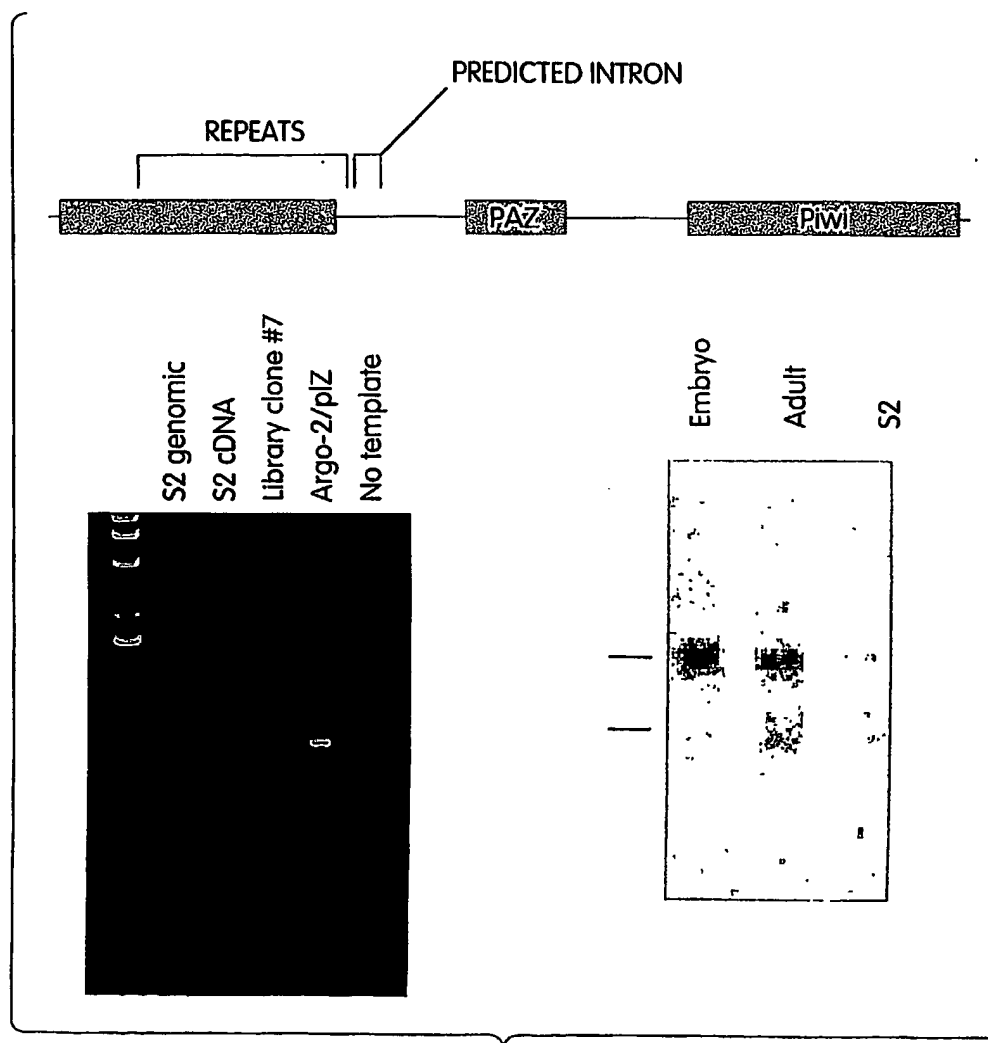 PREDICTED INTRON
REPEATS
PAZ
Piwi
S2 genomic
S2 cDNA
Library clone #7
Argo-2/pIZ
No template
Embryo
Adult
S2